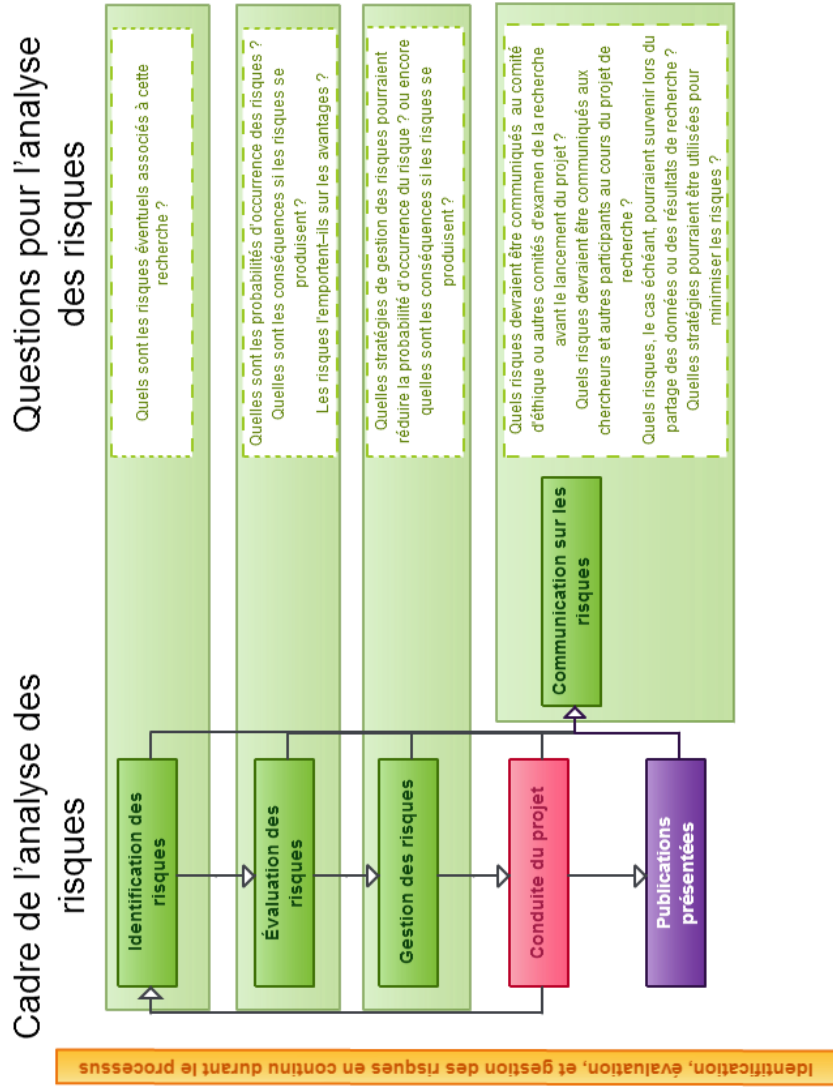 Cadre de l'analyse des
risques
Questions pour l'analyse
des risques
Identification des
risques
Quels sont les risques éventuels associés à cette
recherche ?
Évaluation des
risques
Quelles sont les probabilités d'occurrence des risques ?
Quelles sont les conséquences si les risques se
produisent ?
Les risques l'emportent–ils sur les avantages ?
Gestion des risques
Quelles stratégies de gestion des risques pourraient
réduire la probabilité d'occurrence du risque ? ou encore
quelles sont les conséquences si les risques se
produisent ?
Conduite du projet
Publications
présentées
Communication sur les
risques
Quels risques devraient être communiqués au comité
d'éthique ou autres comités d'examen de la recherche
avant le lancement du projet ?
Quels risques devraient être communiqués aux
chercheurs et autres participants au cours du projet de
recherche ?
Quels risques, le cas échéant, pourraient survenir lors du
partage des données ou des résultats de recherche ?
Quelles stratégies pourraient être utilisées pour
minimiser les risques ?
Identification, évaluation, et gestion des risques en continu durant le processus